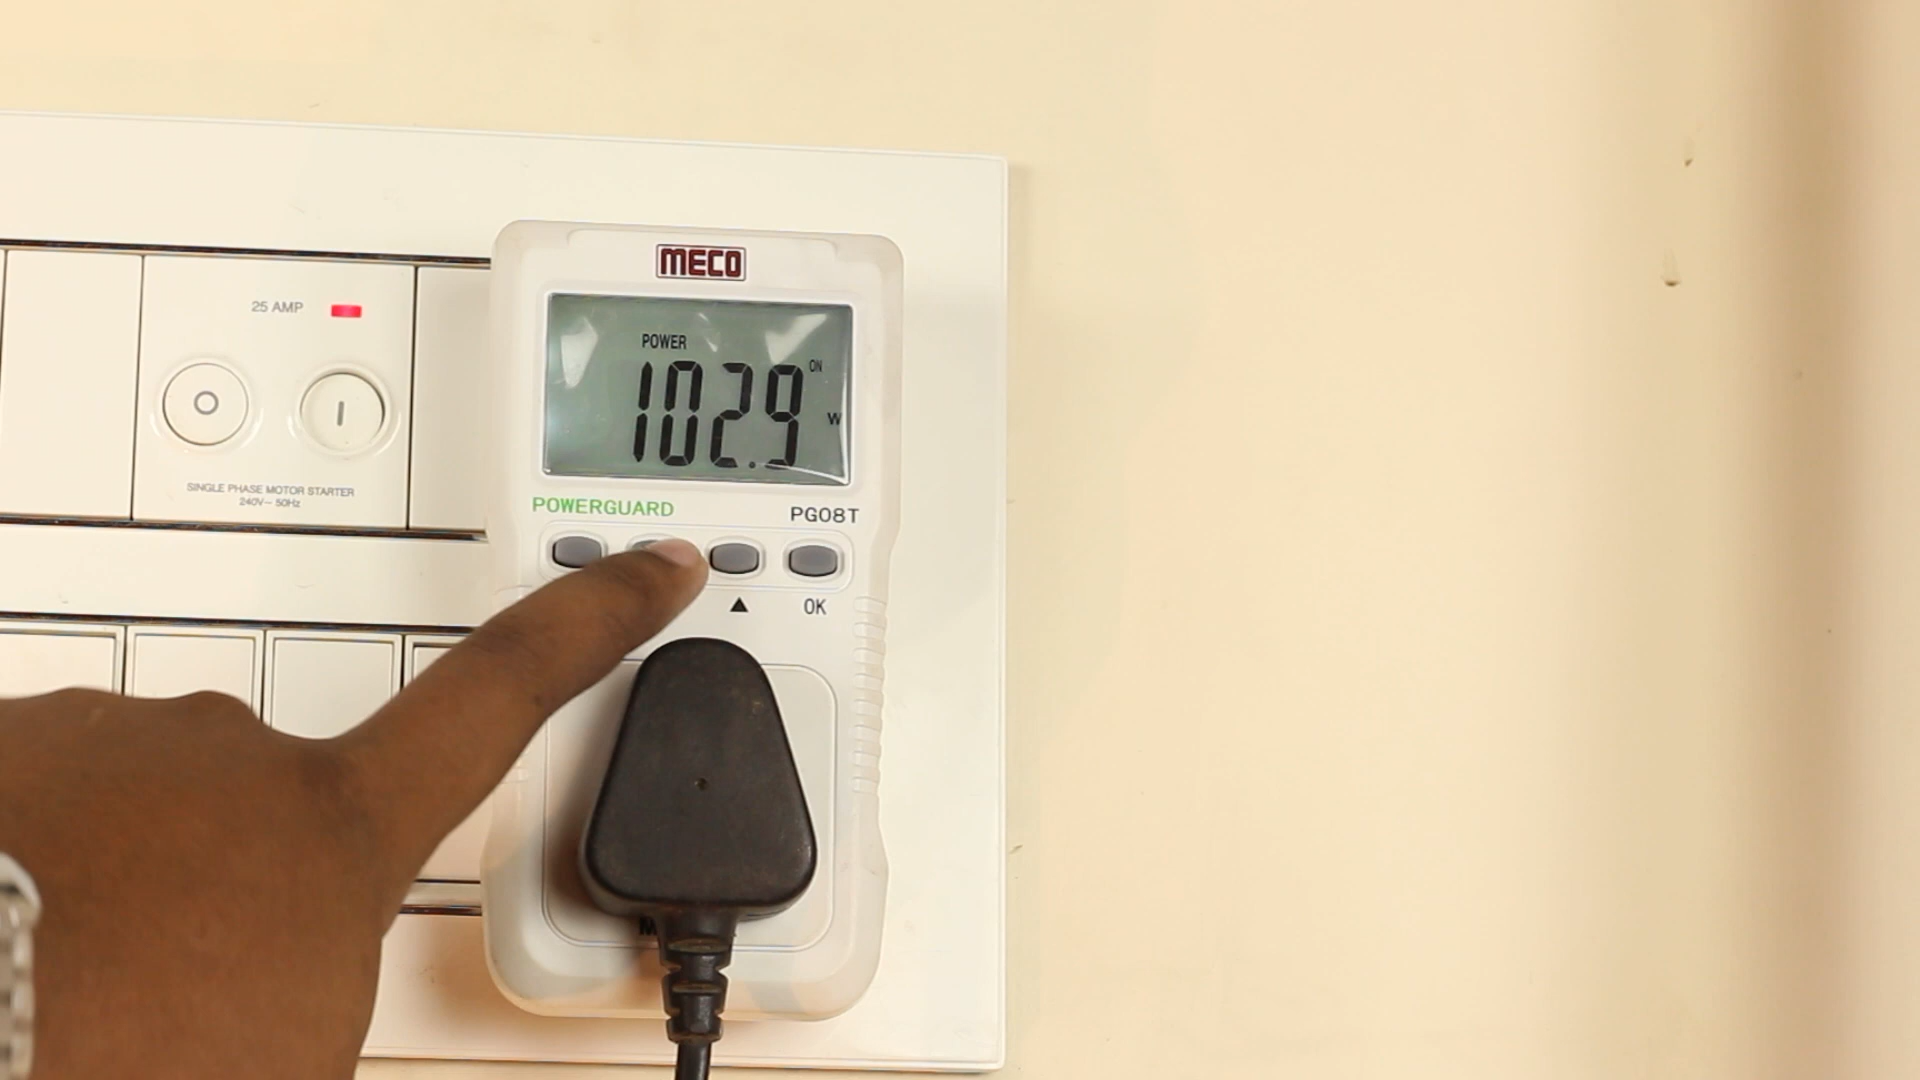 MECO
25 AMP
POWER
ON
102.9
W
POWERGUARD PG08T
SINGLE PHASE MOTOR STARTER
240V~ 50Hz
▲ OK